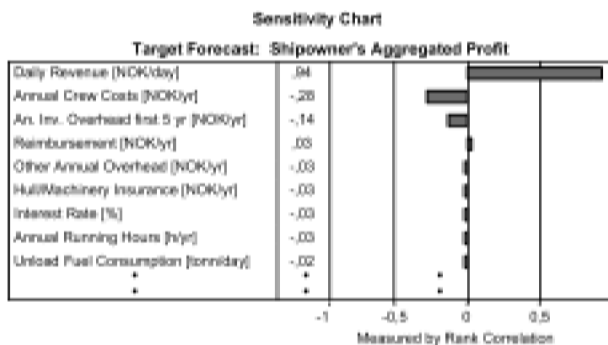 Sensitivity Chart
Target Forecast: Shipowner's Aggregated Profit
Daily Revenue [NOK/day] ,94
Annual Crew Costs [NOK/yr] -,28
An. Inv. Overhead first 5 yr [NOK/yr] -,14
Reimbursement [NOK/yr] ,03
Other Annual Overhead [NOK/yr] -,03
Hull/Machinery Insurance [NOK/yr] -,03
Interest Rate [%] -,03
Annual Running Hours [h/yr] -,03
Unload Fuel Consumption [tonn/day] -,02
-1 -0,5 0 0,5
Measured by Rank Correlation